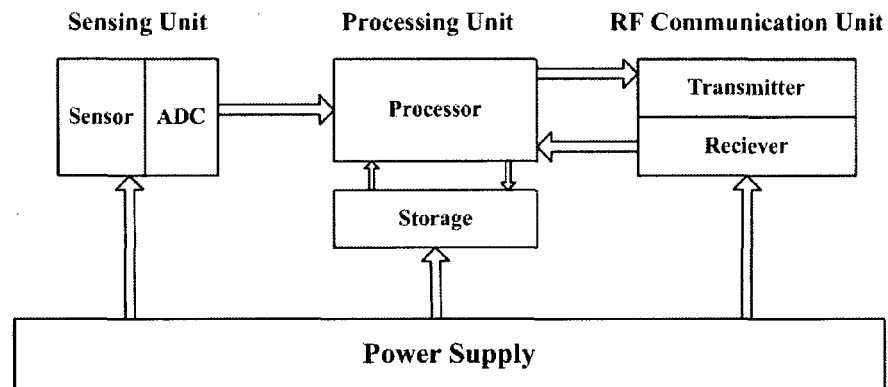 Sensing Unit
Processing Unit
RF Communication Unit
Sensor
ADC
Processor
Transmitter
Reciever
Storage
Power Supply